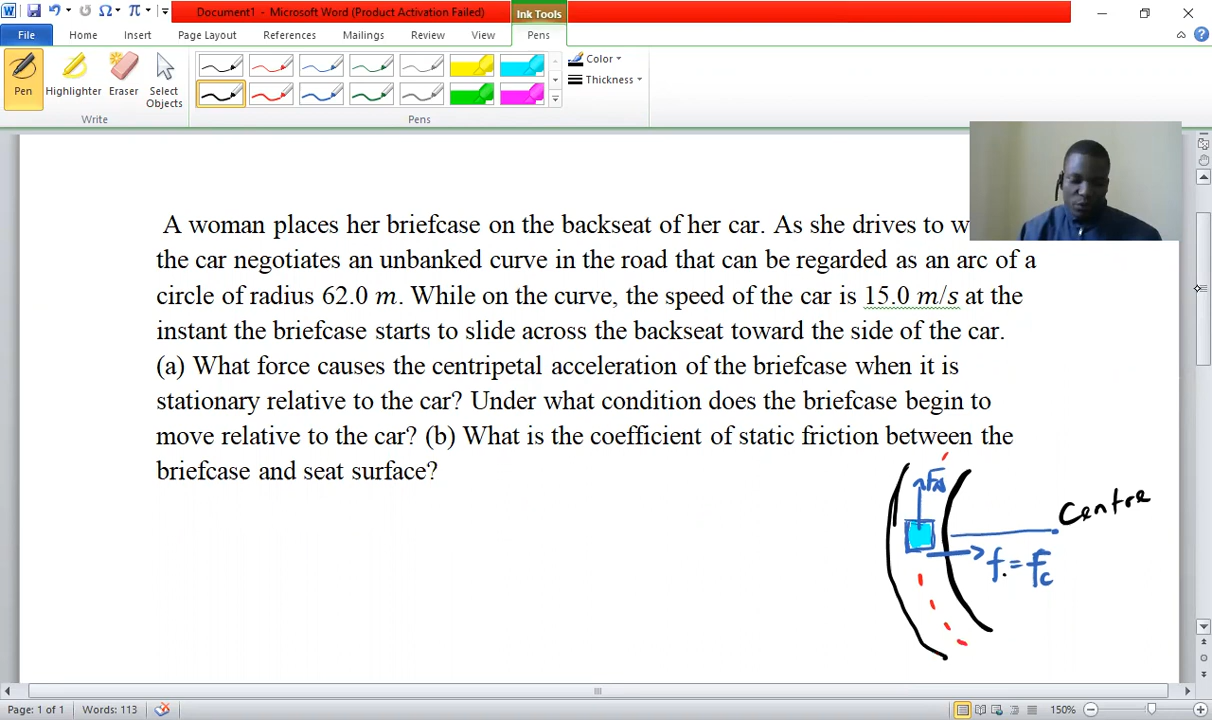 Document1 - Microsoft Word (Product Activation Failed)
Ink Tools
File Home Insert Page Layout References Mailings Review View Pens
Pen Highlighter Eraser Select Objects
Color
Thickness
Write
Pens
A woman places her briefcase on the backseat of her car. As she drives to w
the car negotiates an unbanked curve in the road that can be regarded as an arc of a
circle of radius 62.0 m. While on the curve, the speed of the car is 15.0 m/s at the
instant the briefcase starts to slide across the backseat toward the side of the car.
(a) What force causes the centripetal acceleration of the briefcase when it is
stationary relative to the car? Under what condition does the briefcase begin to
move relative to the car? (b) What is the coefficient of static friction between the
briefcase and seat surface?
Centre
f = Fc
Page: 1 of 1 Words: 113
150%